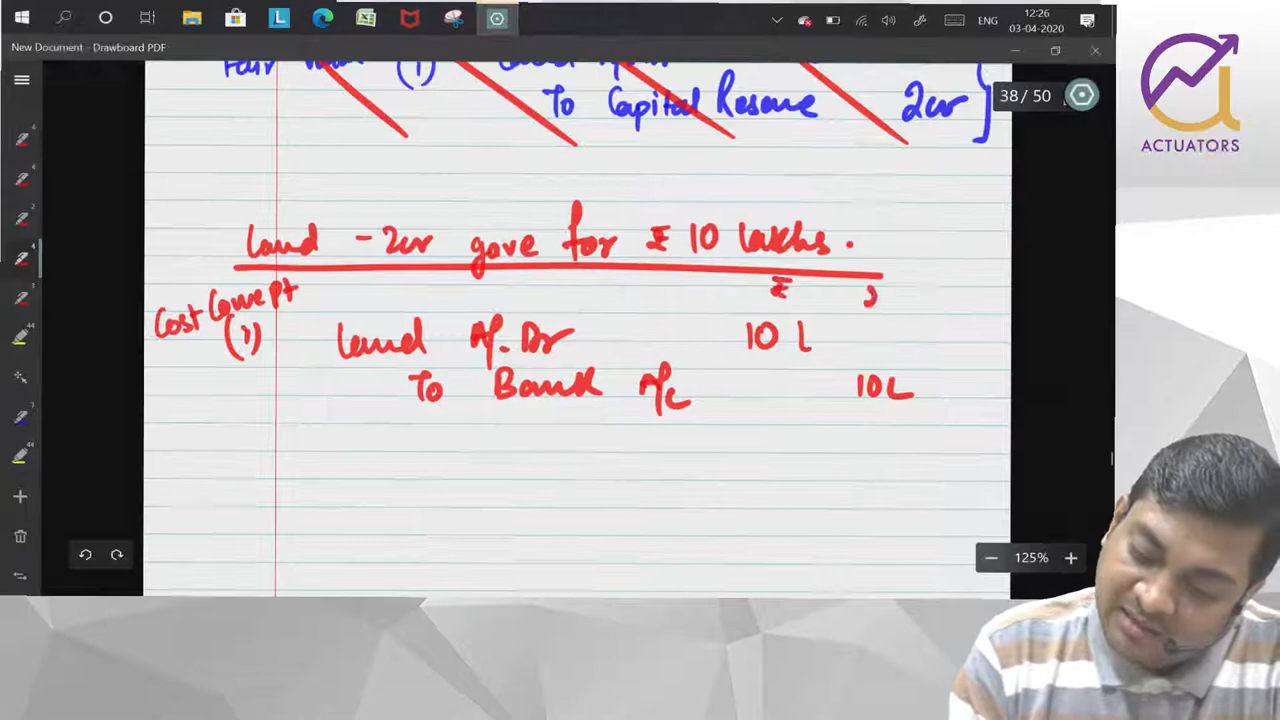 12:26
ENG
03-04-2020
New Document - Drawboard PDF
(1)
To Capital Reserve 2cr
38 / 50
ACTUATORS
Land - 2cr gave for ₹ 10 lakhs.
₹
Cost Concept
(1) Land A/c. Dr 10 L
To Bank A/c 10L
125%